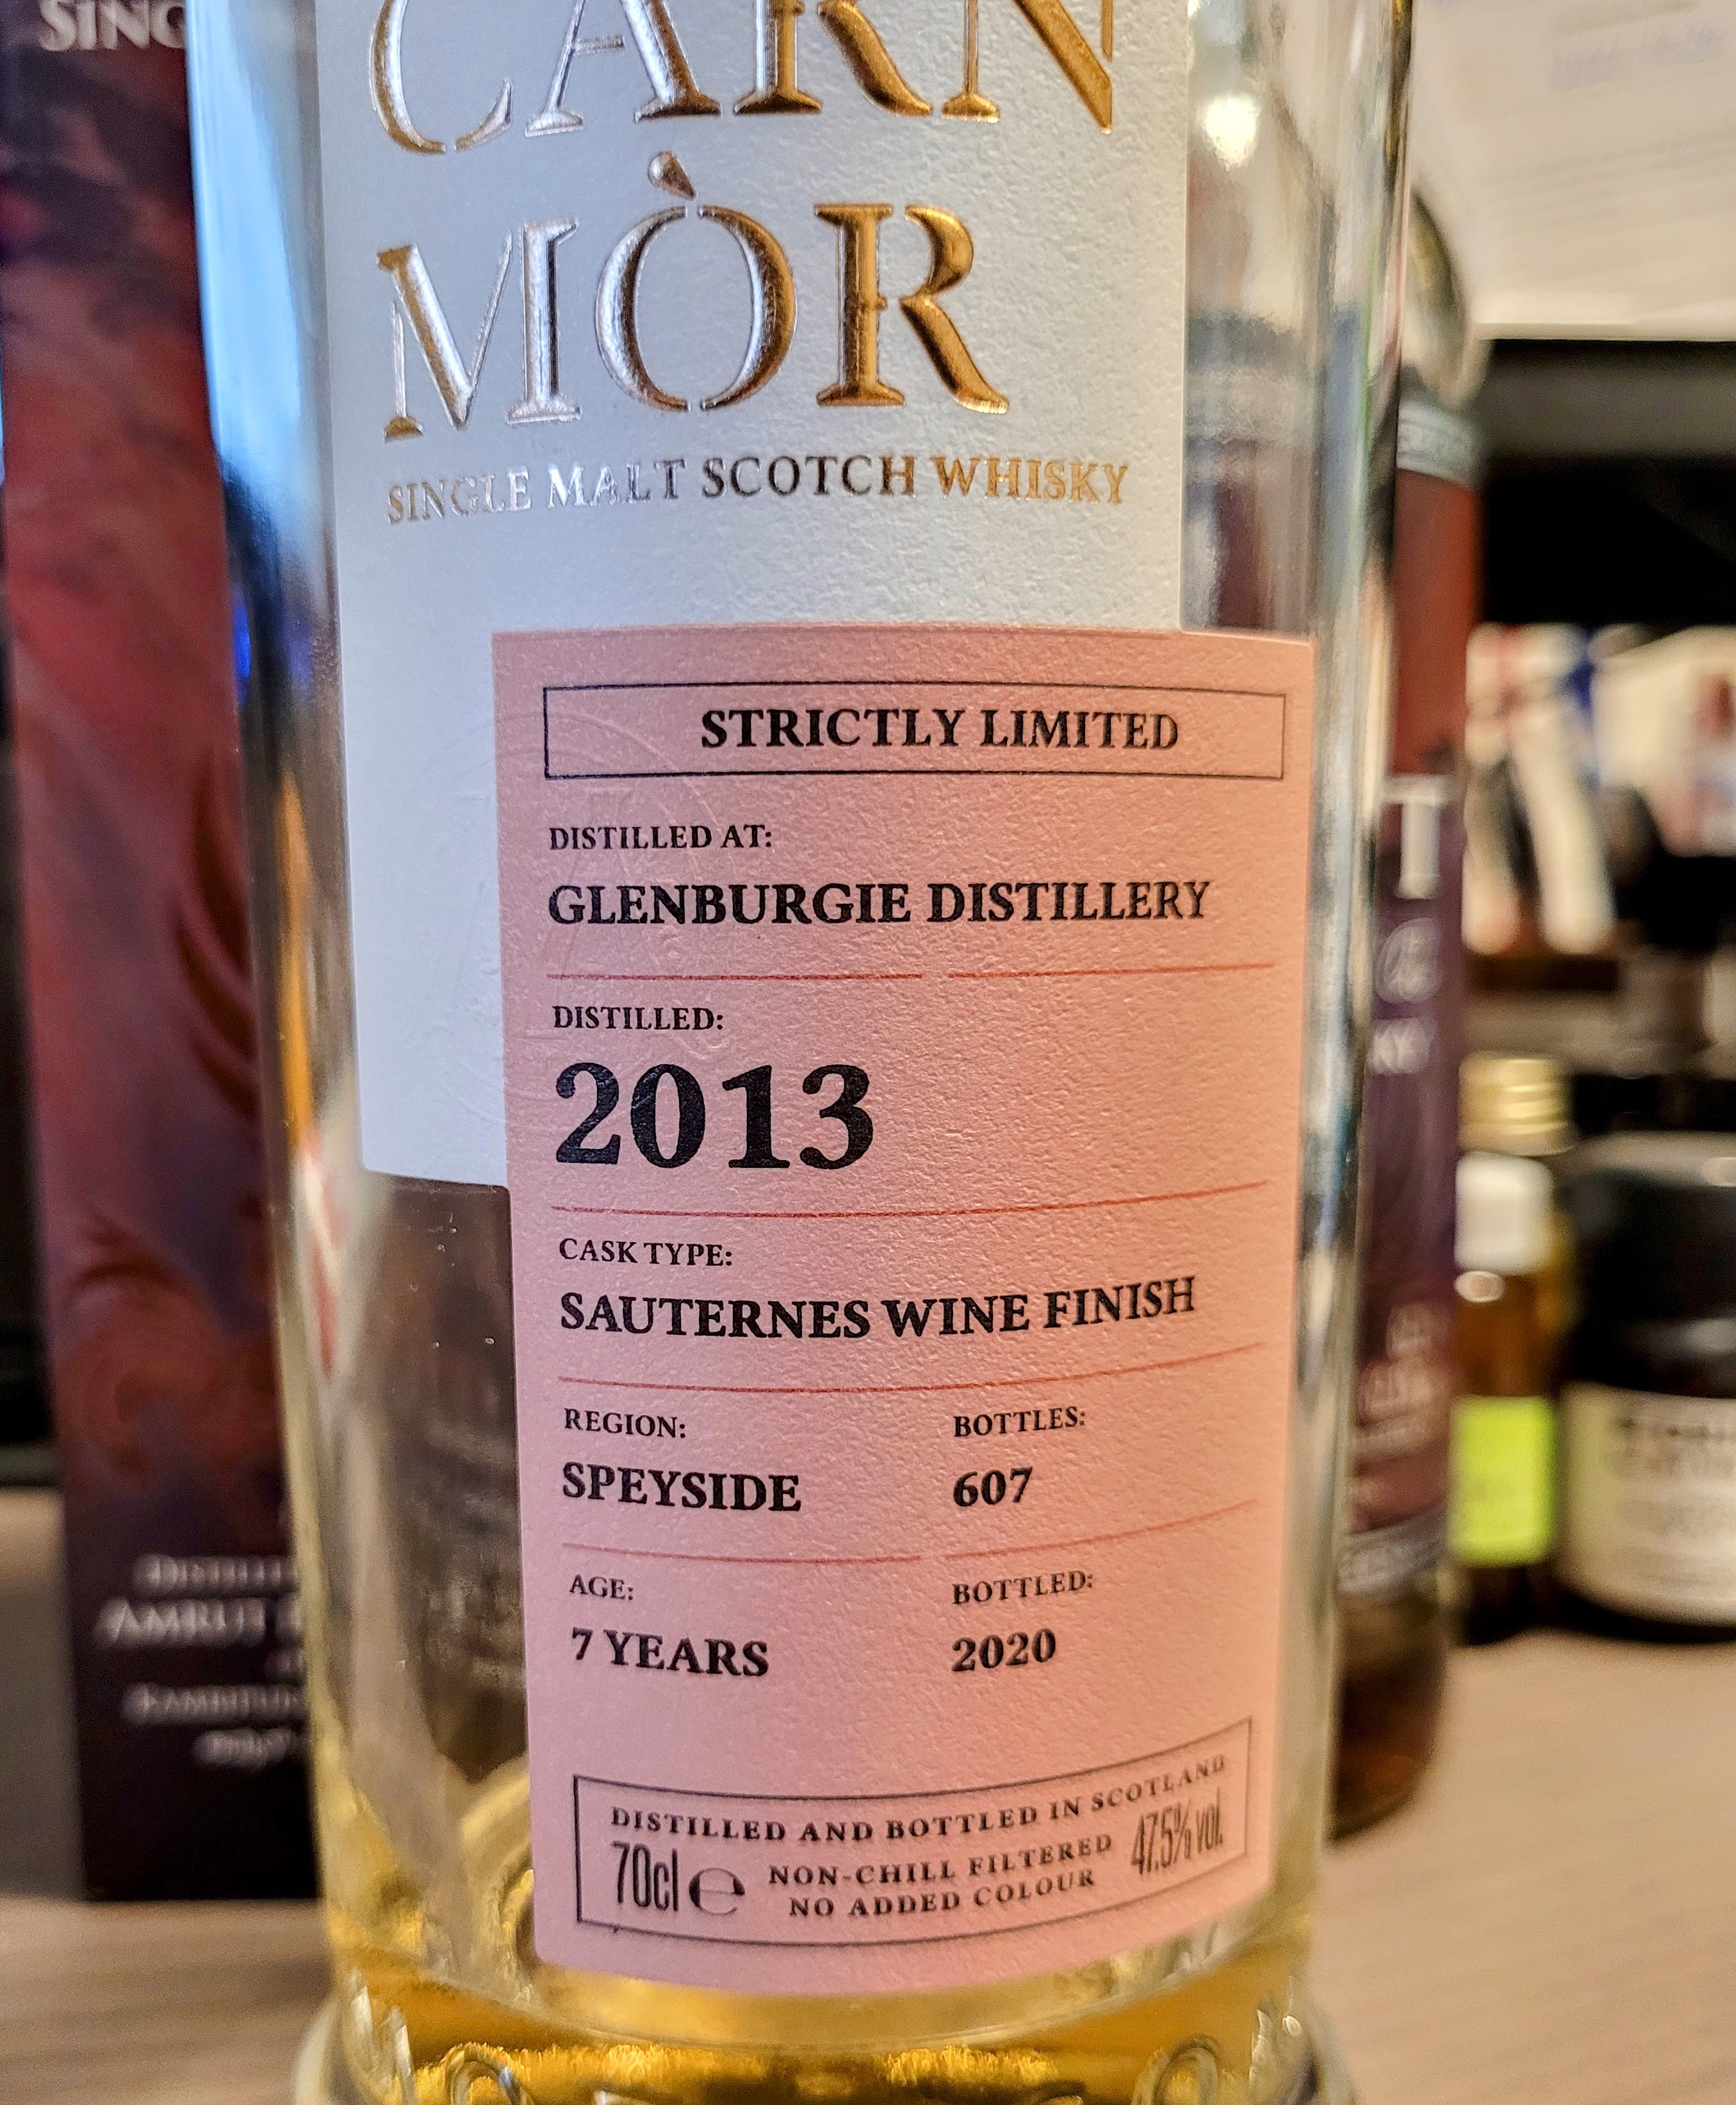 CÀRN
MÒR
SINGLE MALT SCOTCH WHISKY
STRICTLY LIMITED
DISTILLED AT:
GLENBURGIE DISTILLERY
DISTILLED:
2013
CASK TYPE:
SAUTERNES WINE FINISH
REGION:
SPEYSIDE
BOTTLES:
607
AGE:
7 YEARS
BOTTLED:
2020
DISTILLED AND BOTTLED IN SCOTLAND
70cl e
NON-CHILL FILTERED
NO ADDED COLOUR
47.5% vol.
AMRUT